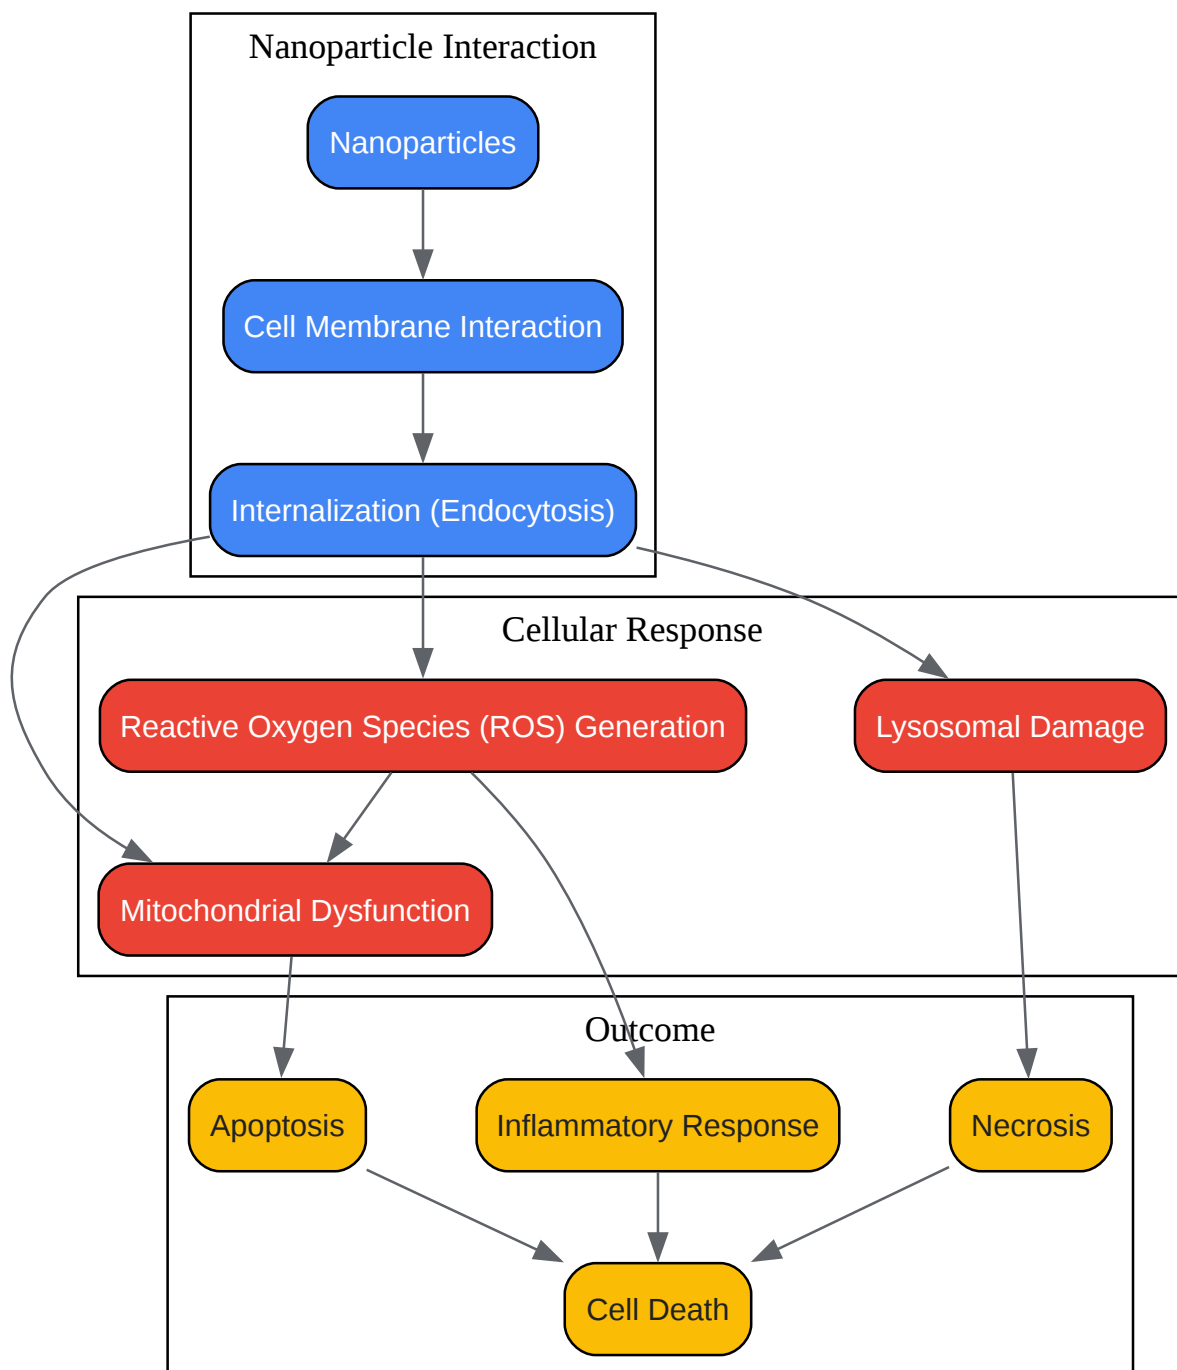 Nanoparticle Interaction
Nanoparticles
Cell Membrane Interaction
Internalization (Endocytosis)
Cellular Response
Reactive Oxygen Species (ROS) Generation
Lysosomal Damage
Mitochondrial Dysfunction
Outcome
Apoptosis
Inflammatory Response
Necrosis
Cell Death